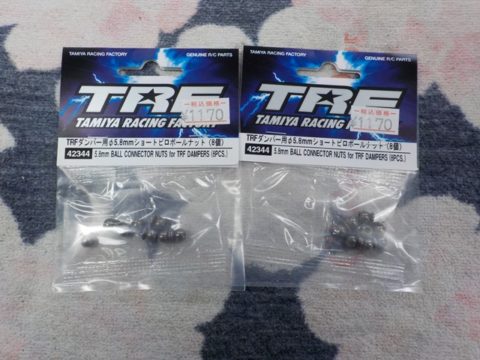 TAMIYA RACING FACTORY
GENUINE R/C PARTS
TRF
税込価格
¥1170
TAMIYA RACING
TRFダンパー用φ5.8mmショートピロボールナット (8個)
42344
5.8mm BALL CONNECTOR NUTS for TRF DAMPERS (8PCS.)
TAMIYA RACING FACTORY
GENUINE R/C PARTS
TRF
税込価格
¥1170
TAMIYA RACING
TRFダンパー用φ5.8mmショートピロボールナット (8個)
42344
5.8mm BALL CONNECTOR NUTS for TRF DAMPERS (8PCS.)